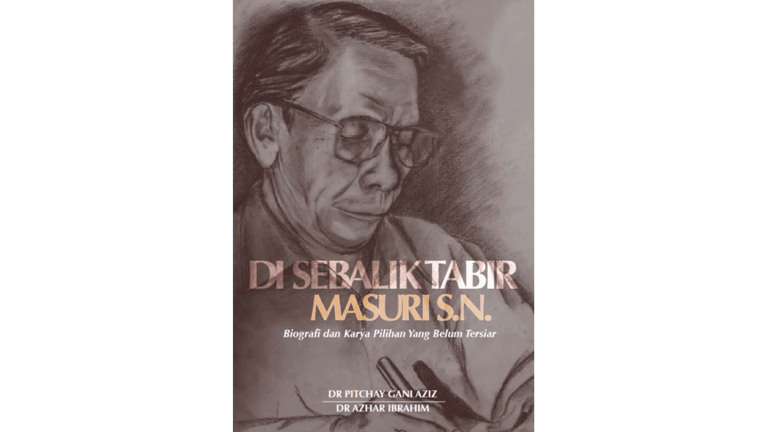 DI SEBALIK TABIR
MASURI S.N.
Biografi dan Karya Pilihan Yang Belum Tersiar
DR PITCHAY GANI AZIZ
DR AZHAR IBRAHIM